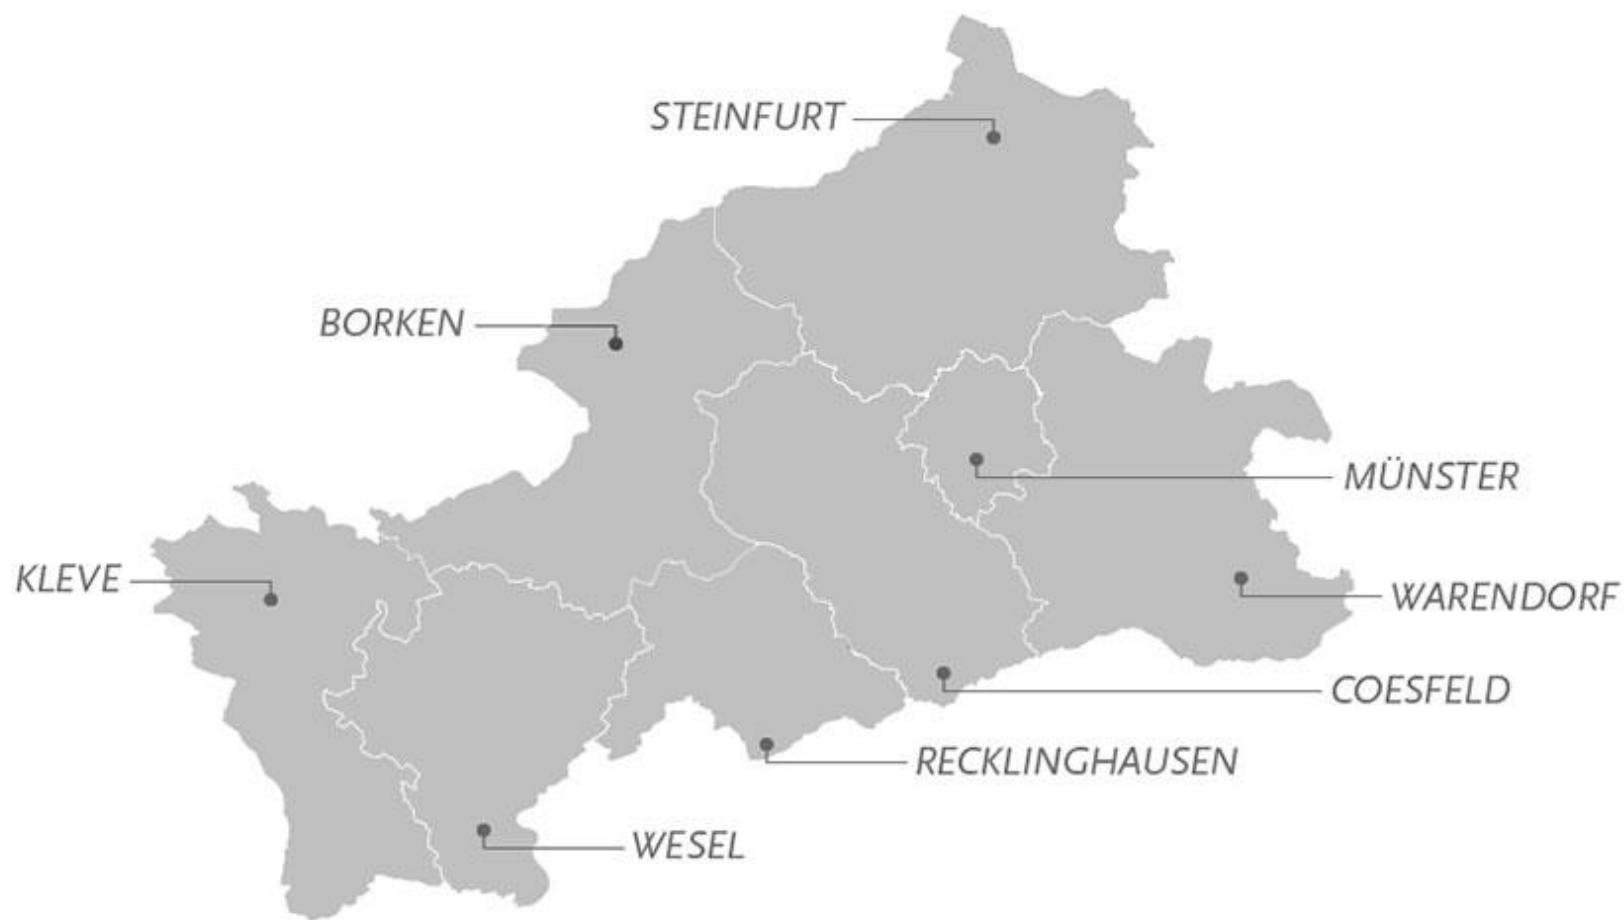 STEINFURT
BORKEN
MÜNSTER
KLEVE
WARENDORF
COESFELD
RECKLINGHAUSEN
WESEL